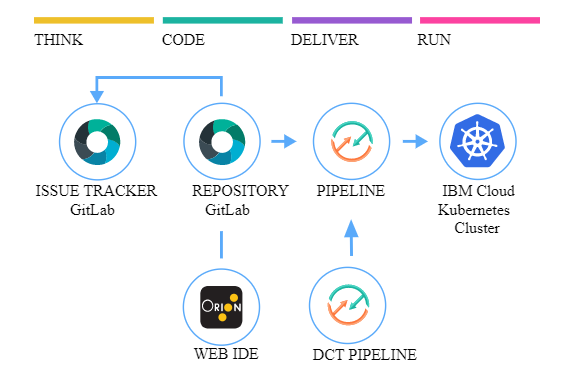 THINK
CODE
DELIVER
RUN
ISSUE TRACKER
GitLab
REPOSITORY
GitLab
PIPELINE
IBM Cloud
Kubernetes
Cluster
ORION
WEB IDE
DCT PIPELINE